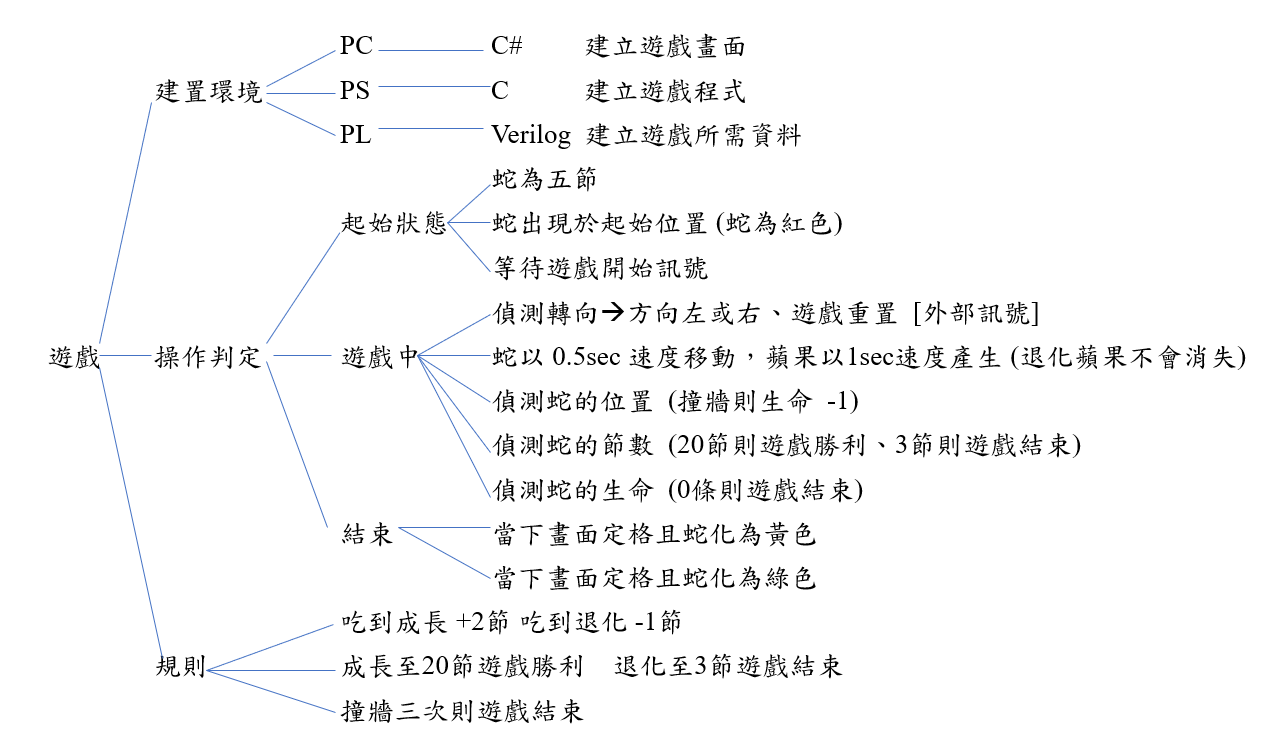 PC C# 建立遊戲畫面
建置環境
PS C 建立遊戲程式
PL Verilog 建立遊戲所需資料
蛇為五節
起始狀態
蛇出現於起始位置 (蛇為紅色)
等待遊戲開始訊號
偵測轉向→方向左或右、遊戲重置 [外部訊號]
遊戲
操作判定
遊戲中
蛇以 0.5sec 速度移動，蘋果以1sec速度產生 (退化蘋果不會消失)
偵測蛇的位置 (撞牆則生命 -1)
偵測蛇的節數 (20節則遊戲勝利、3節則遊戲結束)
偵測蛇的生命 (0條則遊戲結束)
結束
當下畫面定格且蛇化為黃色
當下畫面定格且蛇化為綠色
吃到成長 +2節 吃到退化 -1節
規則
成長至20節遊戲勝利 退化至3節遊戲結束
撞牆三次則遊戲結束